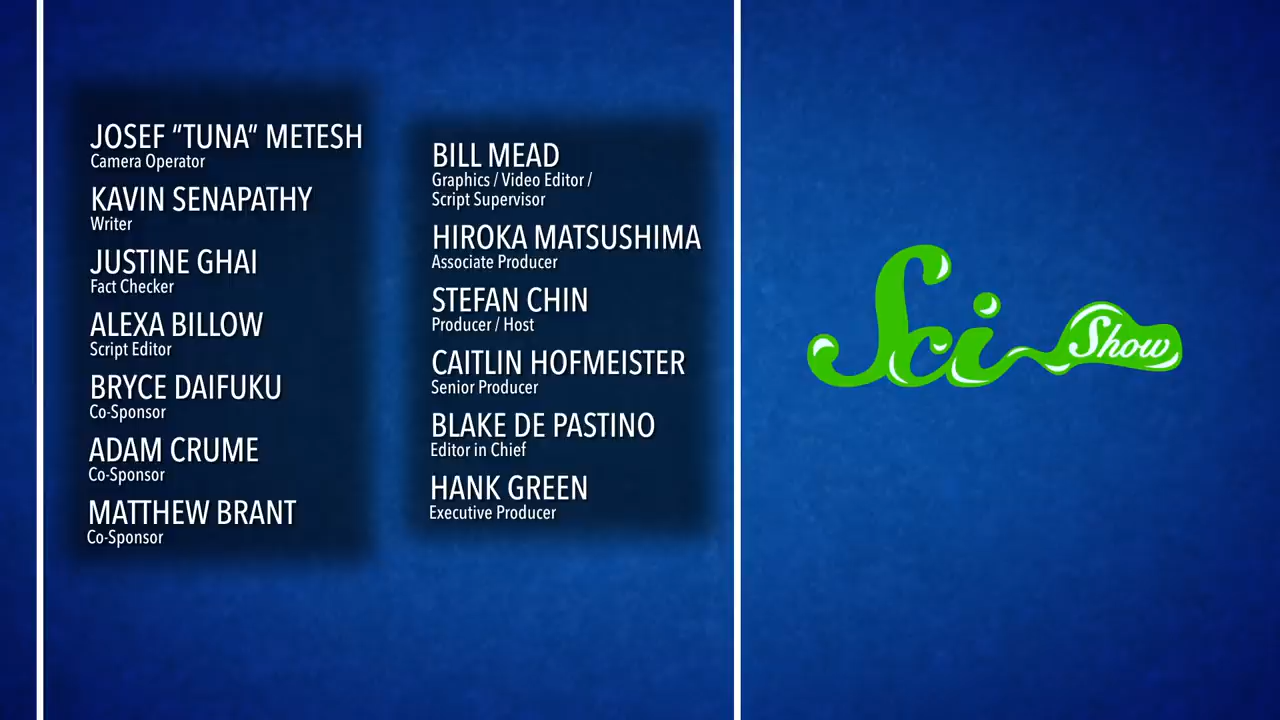 JOSEF “TUNA” METESH
Camera Operator
KAVIN SENAPATHY
Writer
JUSTINE GHAI
Fact Checker
ALEXA BILLOW
Script Editor
BRYCE DAIFUKU
Co-Sponsor
ADAM CRUME
Co-Sponsor
MATTHEW BRANT
Co-Sponsor
BILL MEAD
Graphics / Video Editor /
Script Supervisor
HIROKA MATSUSHIMA
Associate Producer
STEFAN CHIN
Producer / Host
CAITLIN HOFMEISTER
Senior Producer
BLAKE DE PASTINO
Editor in Chief
HANK GREEN
Executive Producer
Sci Show